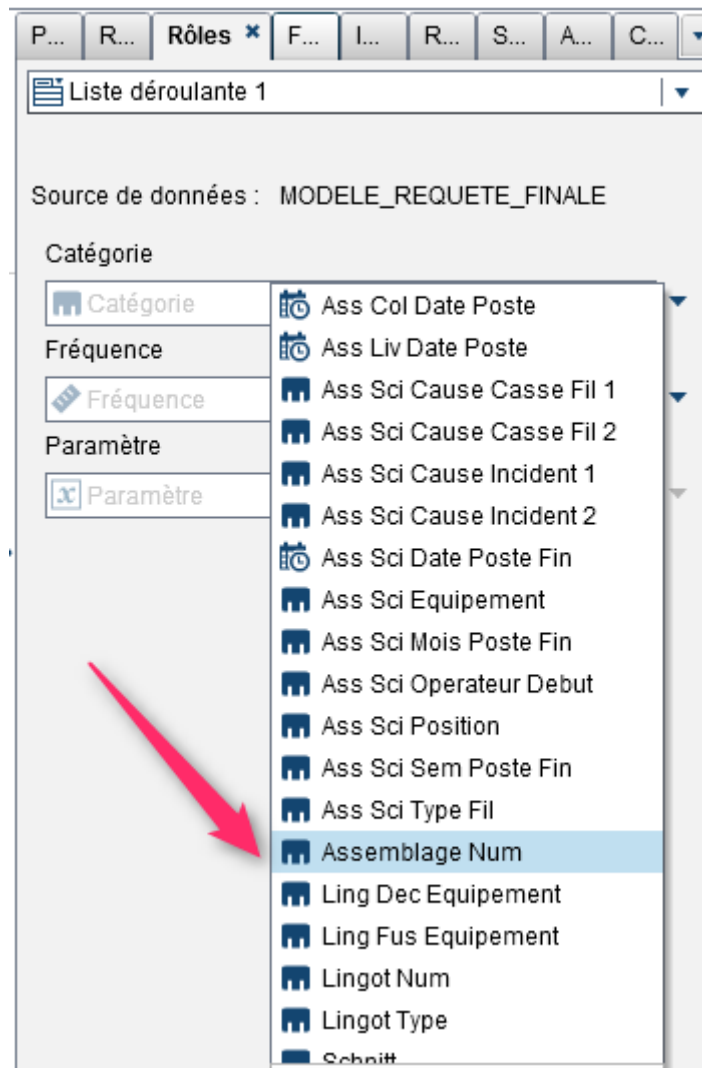 P... R... Rôles F... I... R... S... A... C...
Liste déroulante 1
Source de données : MODELE_REQUETE_FINALE
Catégorie
Catégorie
Fréquence
Fréquence
Paramètre
x Paramètre
Ass Col Date Poste
Ass Liv Date Poste
Ass Sci Cause Casse Fil 1
Ass Sci Cause Casse Fil 2
Ass Sci Cause Incident 1
Ass Sci Cause Incident 2
Ass Sci Date Poste Fin
Ass Sci Equipement
Ass Sci Mois Poste Fin
Ass Sci Operateur Debut
Ass Sci Position
Ass Sci Sem Poste Fin
Ass Sci Type Fil
Assemblage Num
Ling Dec Equipement
Ling Fus Equipement
Lingot Num
Lingot Type
Schnitt